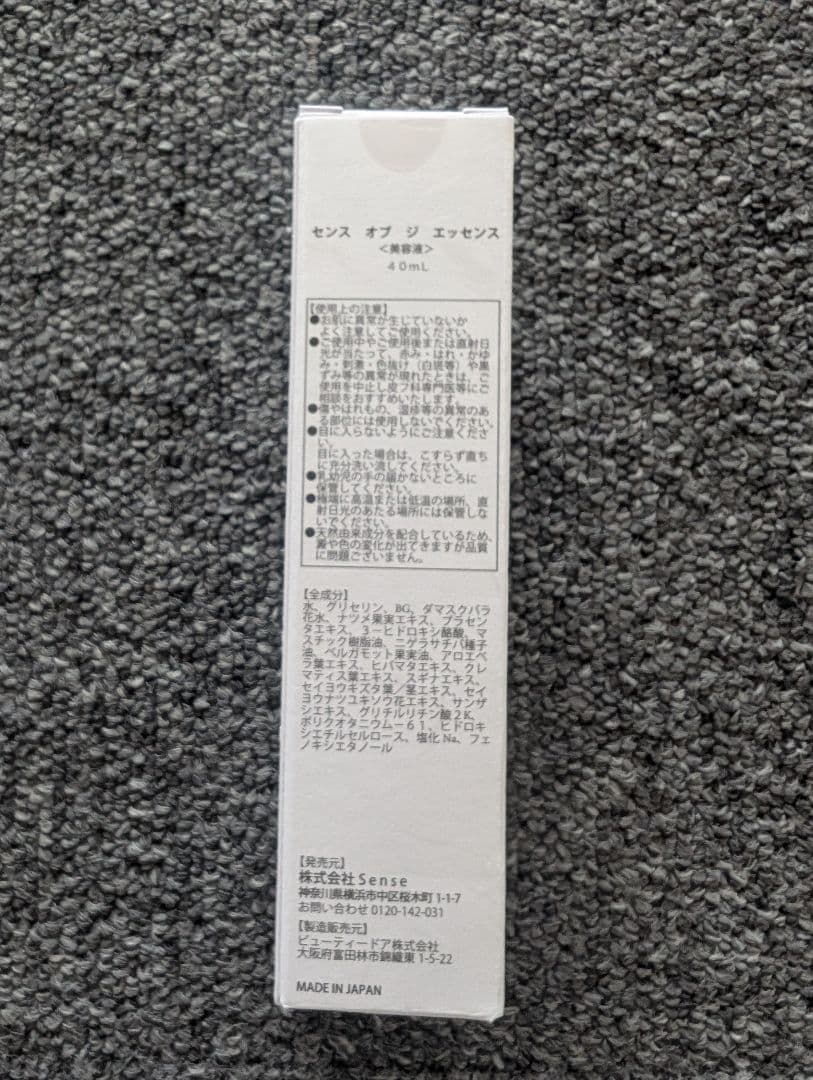 センス オブ ジ エッセンス
＜美容液＞
40mL
【使用上の注意】
●お肌に異常が生じていないか
よく注意してご使用ください。
●ご使用中やご使用後または直射日
光が当たって、赤み・はれ・かゆ
み・刺激・色抜け（白斑等）や黒
ずみ等の異常が現れたときは、ご
使用を中止し皮フ科専門医等にご
相談をおすすめいたします。
●傷やはれもの、湿疹等の異常のあ
る部位には使用しないでください。
●目に入らないようにご注意くださ
い。
目に入った場合は、こすらず直ち
に充分洗い流してください。
●乳幼児の手の届かないところに
保管してください。
●極端に高温または低温の場所、直
射日光のあたる場所には保管しな
いでください。
●天然由来成分を配合しているため、
澱や色の変化が出てきますが品質
に問題ございません。
【全成分】
水、グリセリン、BG、ダマスクバラ
花水、ナツメ果実エキス、プラセン
タエキス、3－ヒドロキシ酪酸、マ
スチック樹脂油、ニゲラサチバ種子
油、ベルガモット果実油、アロエベ
ラ葉エキス、ヒバマタエキス、クレ
マティス葉エキス、スギナエキス、
セイヨウキズタ葉／茎エキス、セイ
ヨウナツユキソウ花エキス、サンザ
シエキス、グリチルリチン酸2K、
ポリクオタニウム－61、ヒドロキ
シエチルセルロース、塩化Na、フェ
ノキシエタノール
【発売元】
株式会社Sense
神奈川県横浜市中区桜木町1-1-7
お問い合わせ 0120-142-031
【製造販売元】
ビューティードア株式会社
大阪府富田林市錦織東1-5-22
MADE IN JAPAN